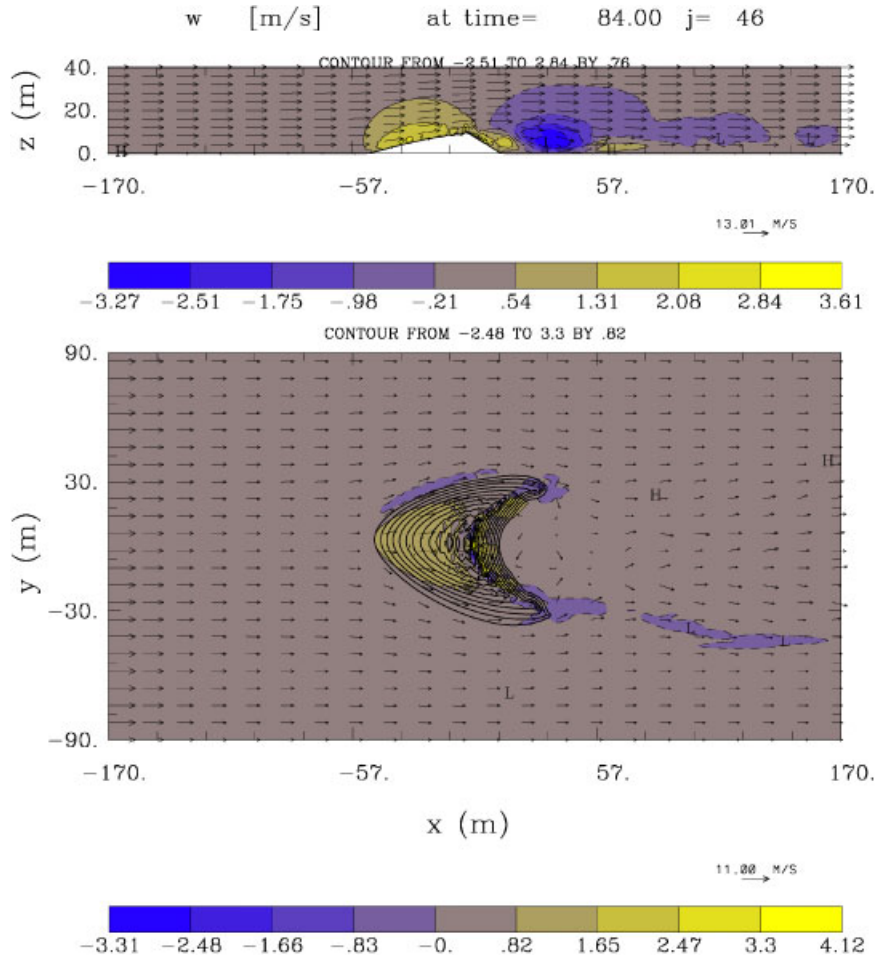 w [m/s] at time= 84.00 j= 46
CONTOUR FROM -2.51 TO 2.84 BY .76
40.
20.
0.
z (m)
H
H
L
L
-170. -57. 57. 170.
13.01 M/S
-3.27 -2.51 -1.75 -.98 -.21 .54 1.31 2.08 2.84 3.61
CONTOUR FROM -2.48 TO 3.3 BY .82
90.
30.
-30.
-90.
y (m)
H
H
L
L
L
-170. -57. 57. 170.
x (m)
11.00 M/S
-3.31 -2.48 -1.66 -.83 -0. .82 1.65 2.47 3.3 4.12